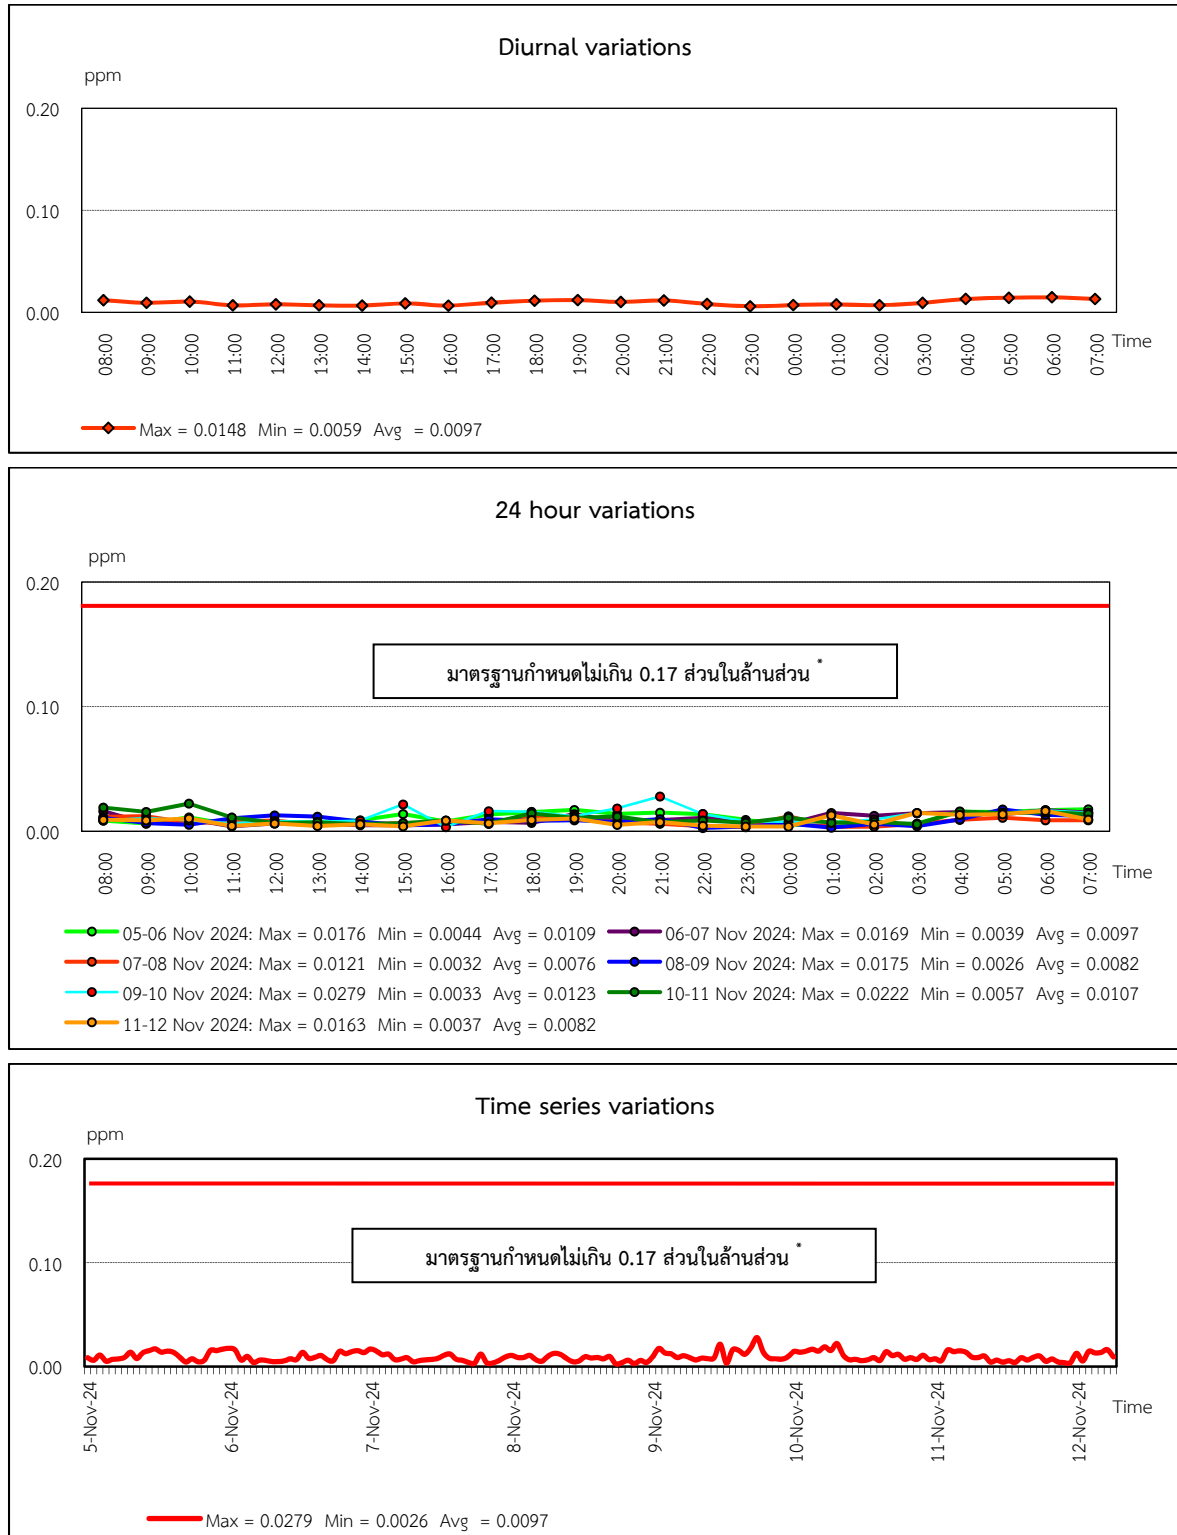 Diurnal variations
ppm
0.20
0.10
0.00
08:00 09:00 10:00 11:00 12:00 13:00 14:00 15:00 16:00 17:00 18:00 19:00 20:00 21:00 22:00 23:00 00:00 01:00 02:00 03:00 04:00 05:00 06:00 07:00 Time
Max = 0.0148 Min = 0.0059 Avg = 0.0097
24 hour variations
ppm
0.20
มาตรฐานกำหนดไม่เกิน 0.17 ส่วนในล้านส่วน *
0.10
0.00
08:00 09:00 10:00 11:00 12:00 13:00 14:00 15:00 16:00 17:00 18:00 19:00 20:00 21:00 22:00 23:00 00:00 01:00 02:00 03:00 04:00 05:00 06:00 07:00 Time
05-06 Nov 2024: Max = 0.0176 Min = 0.0044 Avg = 0.0109 06-07 Nov 2024: Max = 0.0169 Min = 0.0039 Avg = 0.0097
07-08 Nov 2024: Max = 0.0121 Min = 0.0032 Avg = 0.0076 08-09 Nov 2024: Max = 0.0175 Min = 0.0026 Avg = 0.0082
09-10 Nov 2024: Max = 0.0279 Min = 0.0033 Avg = 0.0123 10-11 Nov 2024: Max = 0.0222 Min = 0.0057 Avg = 0.0107
11-12 Nov 2024: Max = 0.0163 Min = 0.0037 Avg = 0.0082
Time series variations
ppm
0.20
มาตรฐานกำหนดไม่เกิน 0.17 ส่วนในล้านส่วน *
0.10
0.00
5-Nov-24 6-Nov-24 7-Nov-24 8-Nov-24 9-Nov-24 10-Nov-24 11-Nov-24 12-Nov-24 Time
Max = 0.0279 Min = 0.0026 Avg = 0.0097